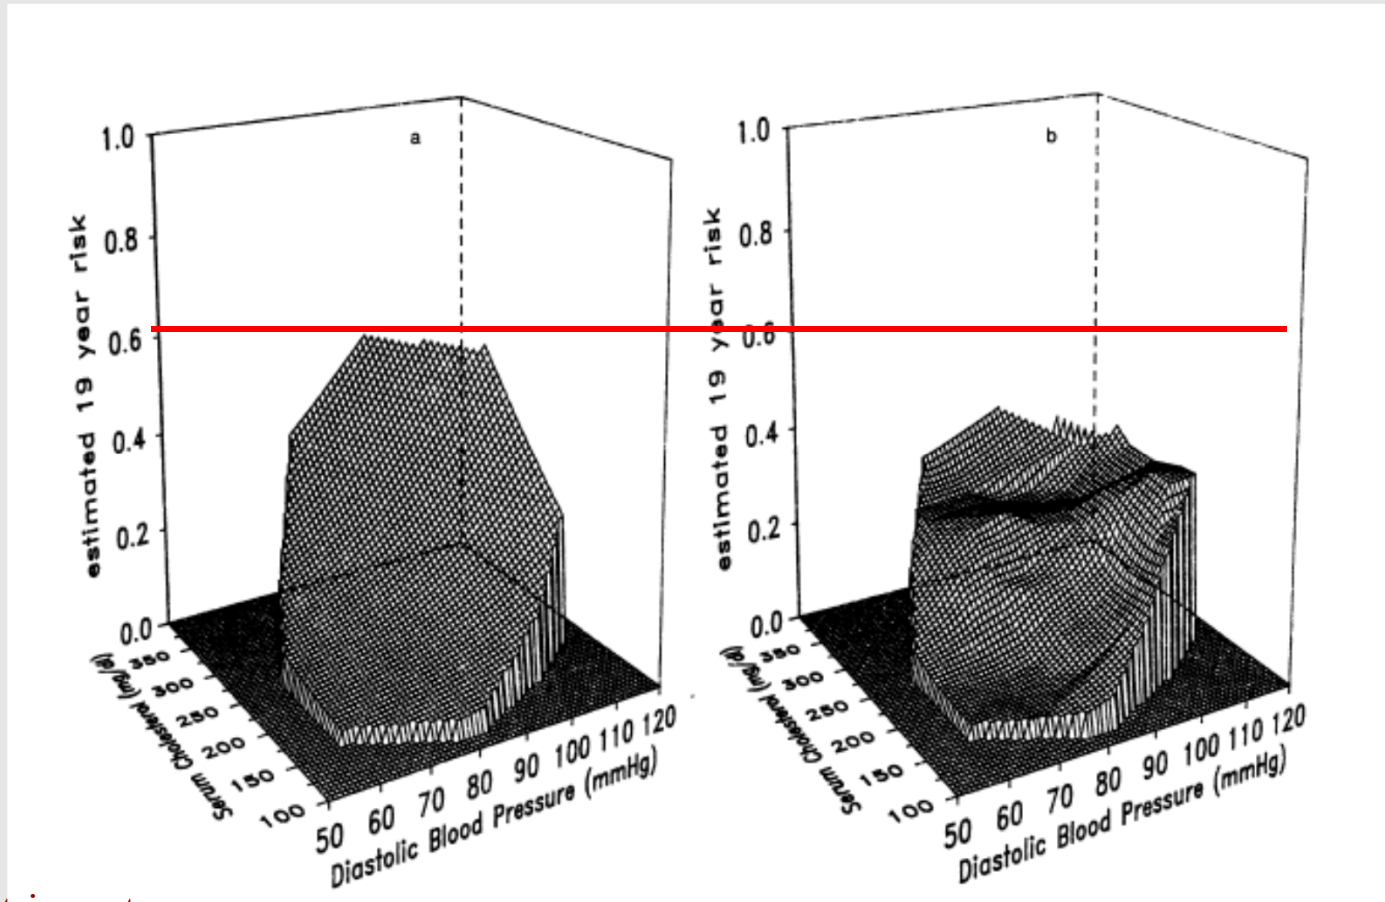 a
1.0
0.8
0.6
0.4
0.2
0.0
estimated 19 year risk
350
300
250
200
150
100
Serum Cholesterol (mg/dl)
50 60 70 80 90 100 110 120
Diastolic Blood Pressure (mmHg)
b
1.0
0.8
0.6
0.4
0.2
0.0
estimated 19 year risk
350
300
250
200
150
100
Serum Cholesterol (mg/dl)
50 60 70 80 90 100 110 120
Diastolic Blood Pressure (mmHg)